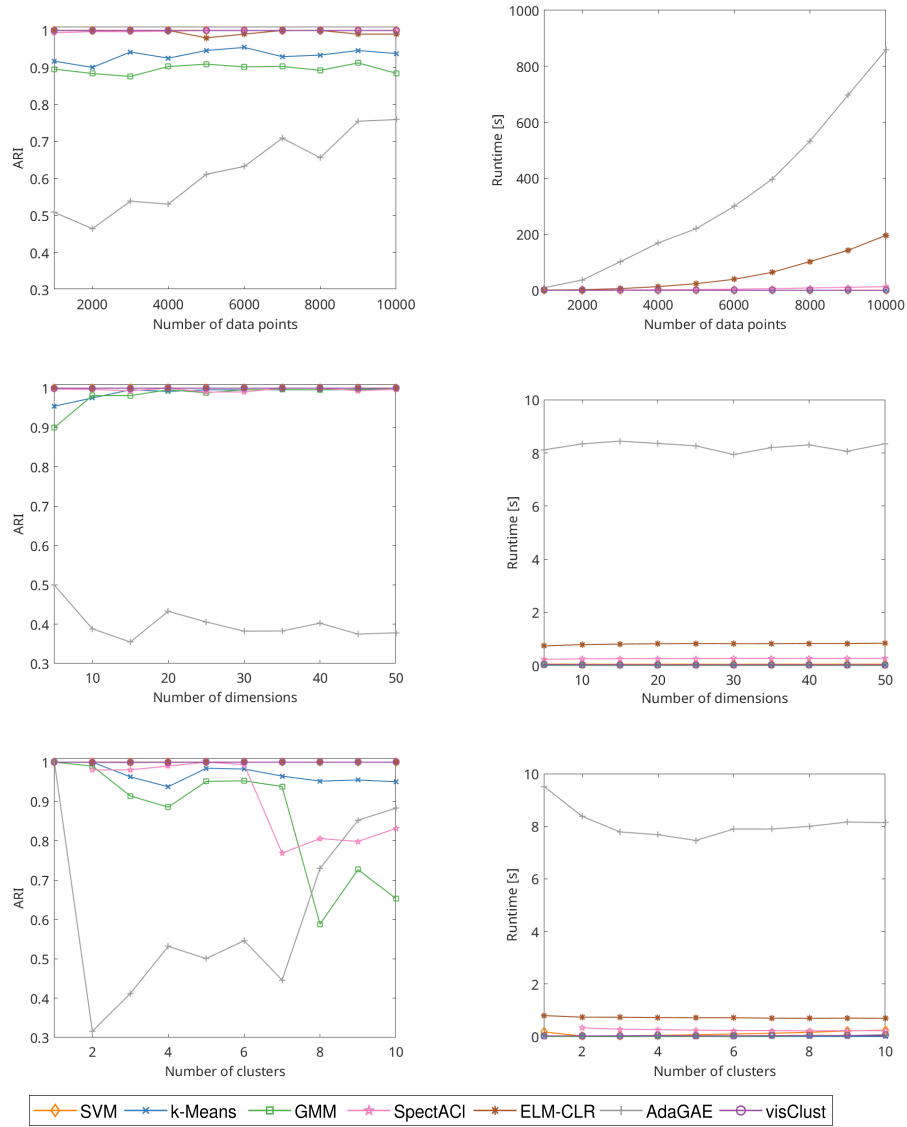 1
0.9
0.8
0.7
0.6
0.5
0.4
0.3
ARI
2000 4000 6000 8000 10000
Number of data points
1000
800
600
400
200
0
Runtime [s]
2000 4000 6000 8000 10000
Number of data points
1
0.9
0.8
0.7
0.6
0.5
0.4
0.3
ARI
10 20 30 40 50
Number of dimensions
10
8
6
4
2
0
Runtime [s]
10 20 30 40 50
Number of dimensions
1
0.9
0.8
0.7
0.6
0.5
0.4
0.3
ARI
2 4 6 8 10
Number of clusters
10
8
6
4
2
0
Runtime [s]
2 4 6 8 10
Number of clusters
SVM k-Means GMM SpectACl ELM-CLR AdaGAE visClust